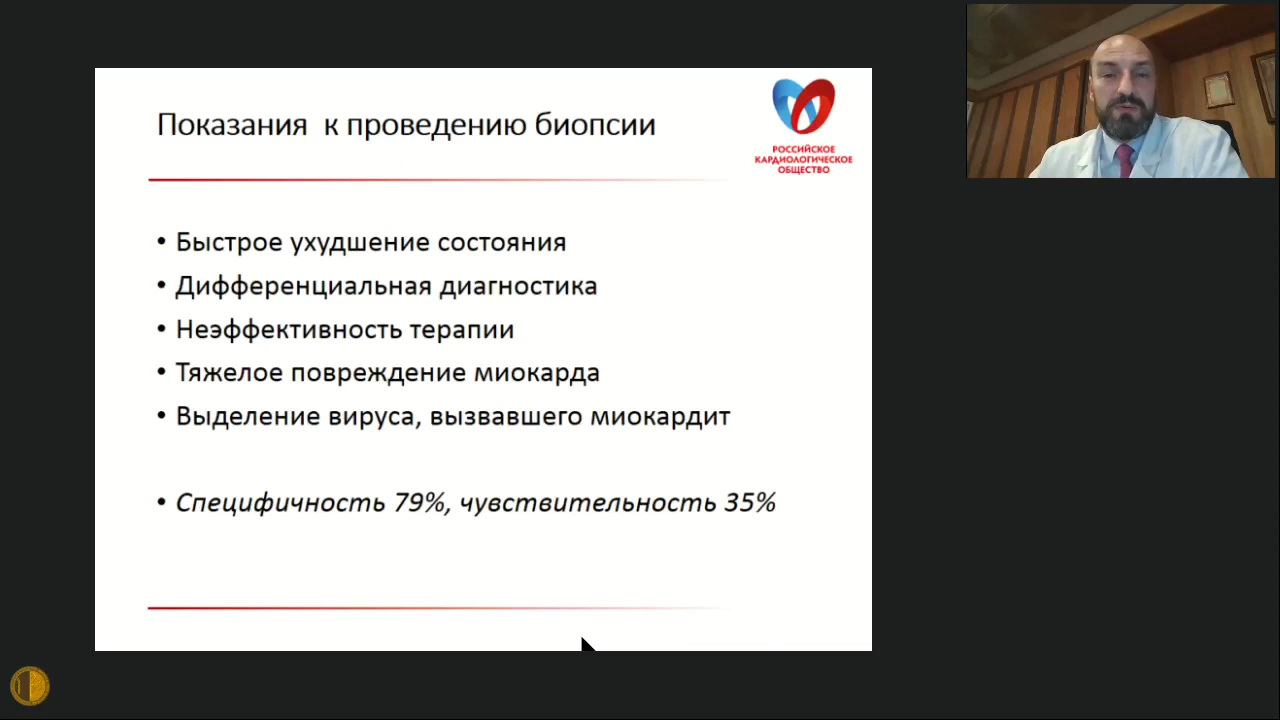 Показания к проведению биопсии
РОССИЙСКОЕ
КАРДИОЛОГИЧЕСКОЕ
ОБЩЕСТВО
• Быстрое ухудшение состояния
• Дифференциальная диагностика
• Неэффективность терапии
• Тяжелое повреждение миокарда
• Выделение вируса, вызвавшего миокардит
• Специфичность 79%, чувствительность 35%